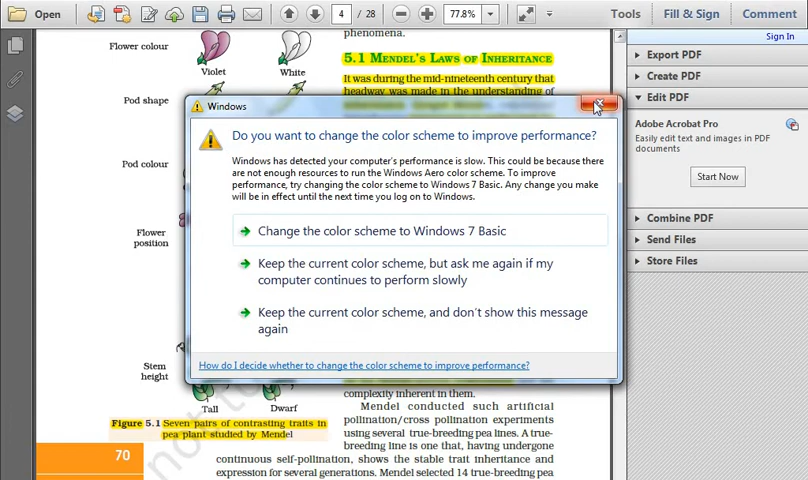 Open
4 / 28
77.8%
Tools
Fill & Sign
Comment
Sign In
Export PDF
Create PDF
Edit PDF
Adobe Acrobat Pro
Easily edit text and images in PDF
documents
Start Now
Combine PDF
Send Files
Store Files
Flower colour
Violet
White
Pod shape
Pod colour
Flower
position
Stem
height
Tall
Dwarf
Figure 5.1 Seven pairs of contrasting traits in
pea plant studied by Mendel
70
phenomena.
5.1 MENDEL'S LAWS OF INHERITANCE
It was during the mid-nineteenth century that
headway was made in the understanding of
Windows
Do you want to change the color scheme to improve performance?
Windows has detected your computer's performance is slow. This could be because there
are not enough resources to run the Windows Aero color scheme. To improve
performance, try changing the color scheme to Windows 7 Basic. Any change you make
will be in effect until the next time you log on to Windows.
Change the color scheme to Windows 7 Basic
Keep the current color scheme, but ask me again if my
computer continues to perform slowly
Keep the current color scheme, and don't show this message
again
How do I decide whether to change the color scheme to improve performance?
complexity inherent in them.
Mendel conducted such artificial
pollination/cross pollination experiments
using several true-breeding pea lines. A true-
breeding line is one that, having undergone
continuous self-pollination, shows the stable trait inheritance and
expression for several generations. Mendel selected 14 true-breeding pea
not to